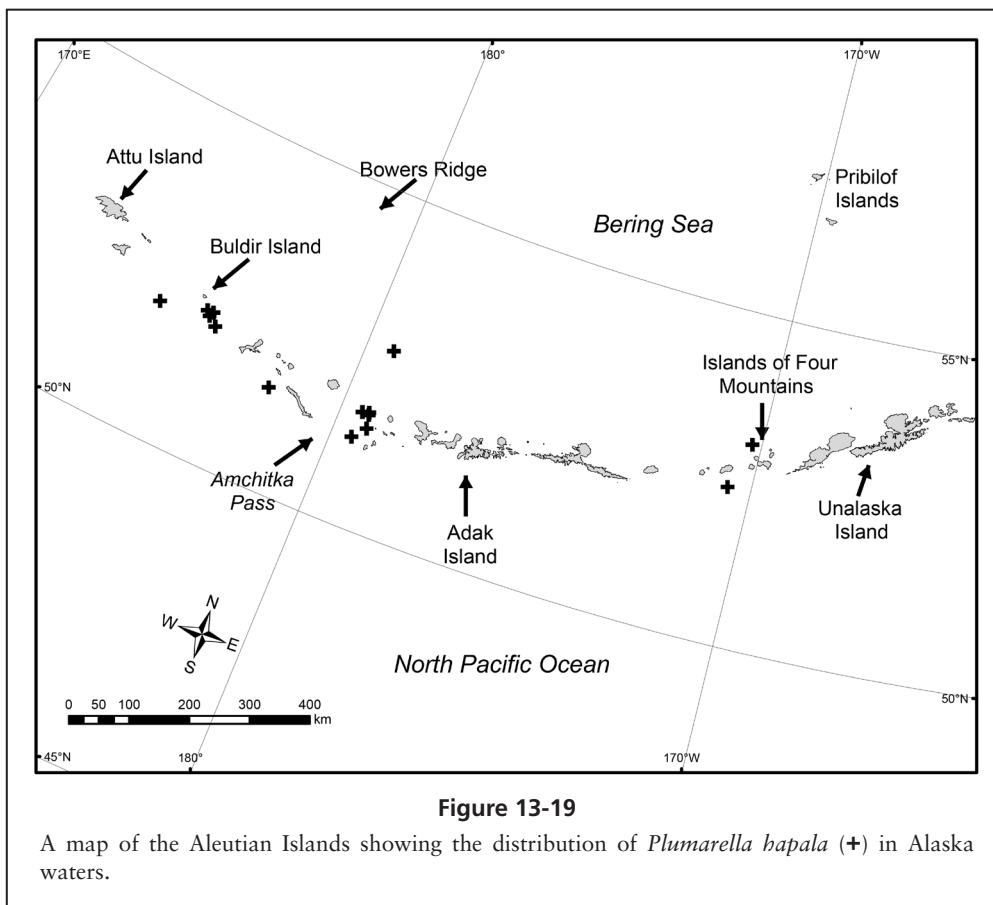 170°E
180°
170°W
Attu Island
Bowers Ridge
Pribilof
Islands
Bering Sea
Buldir Island
55°N
Islands of Four
Mountains
50°N
Amchitka
Pass
Adak
Island
Unalaska
Island
N
W
E
S
North Pacific Ocean
50°N
0 50 100 200 300 400
km
45°N
180°
170°W
Figure 13-19
A map of the Aleutian Islands showing the distribution of Plumarella hapala (+) in Alaska
waters.